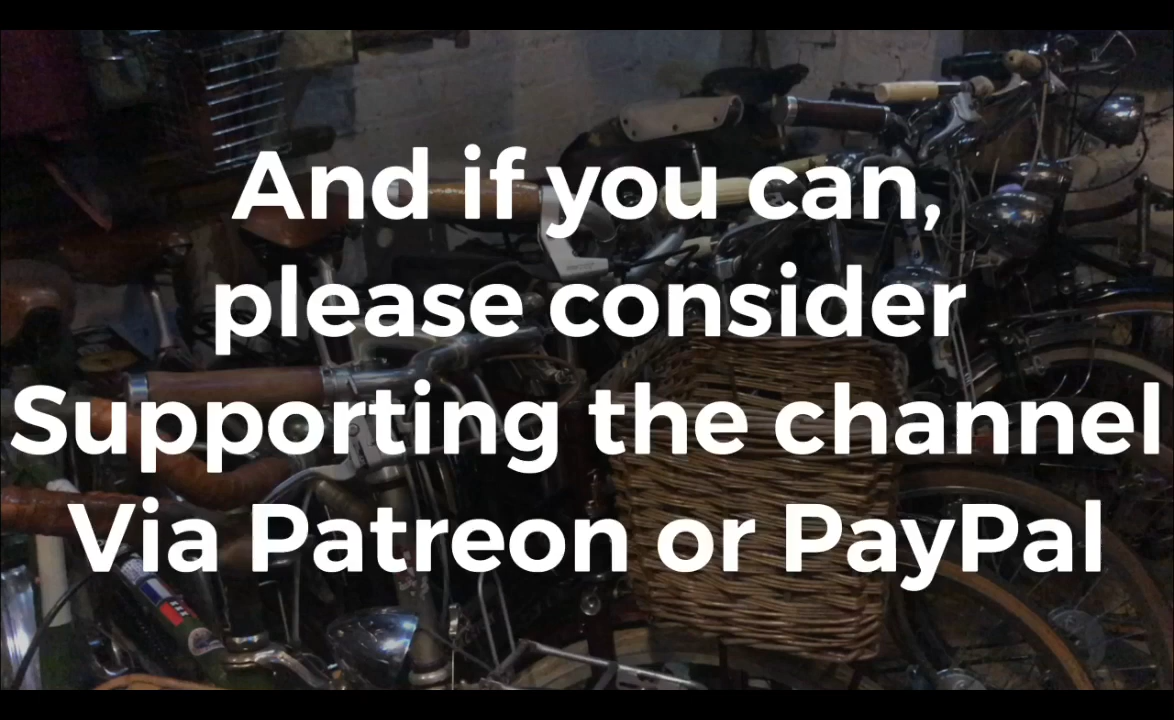 And if you can,
please consider
Supporting the channel
Via Patreon or PayPal